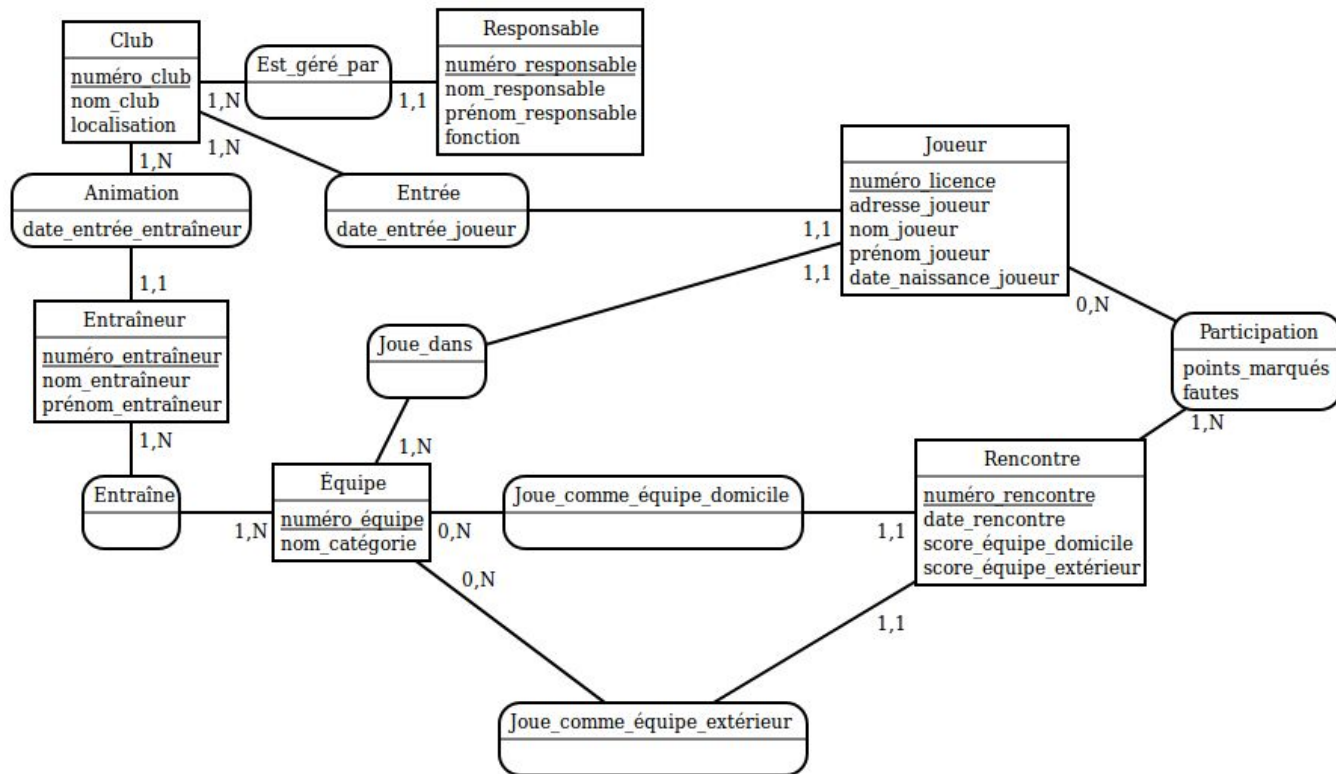 Club
numéro_club
nom_club
localisation
1,N
Est_géré_par
1,1
Responsable
numéro_responsable
nom_responsable
prénom_responsable
fonction
1,N
1,N
Animation
date_entrée_entraîneur
1,1
Entrée
date_entrée_joueur
1,1
Joueur
numéro_licence
adresse_joueur
nom_joueur
prénom_joueur
date_naissance_joueur
1,1
0,N
Entraîneur
numéro_entraîneur
nom_entraîneur
prénom_entraîneur
1,N
Joue_dans
1,N
Participation
points_marqués
fautes
1,N
Entraîne
1,N
Équipe
numéro_équipe
nom_catégorie
0,N
Joue_comme_équipe_domicile
1,1
Rencontre
numéro_rencontre
date_rencontre
score_équipe_domicile
score_équipe_extérieur
0,N
1,1
Joue_comme_équipe_extérieur